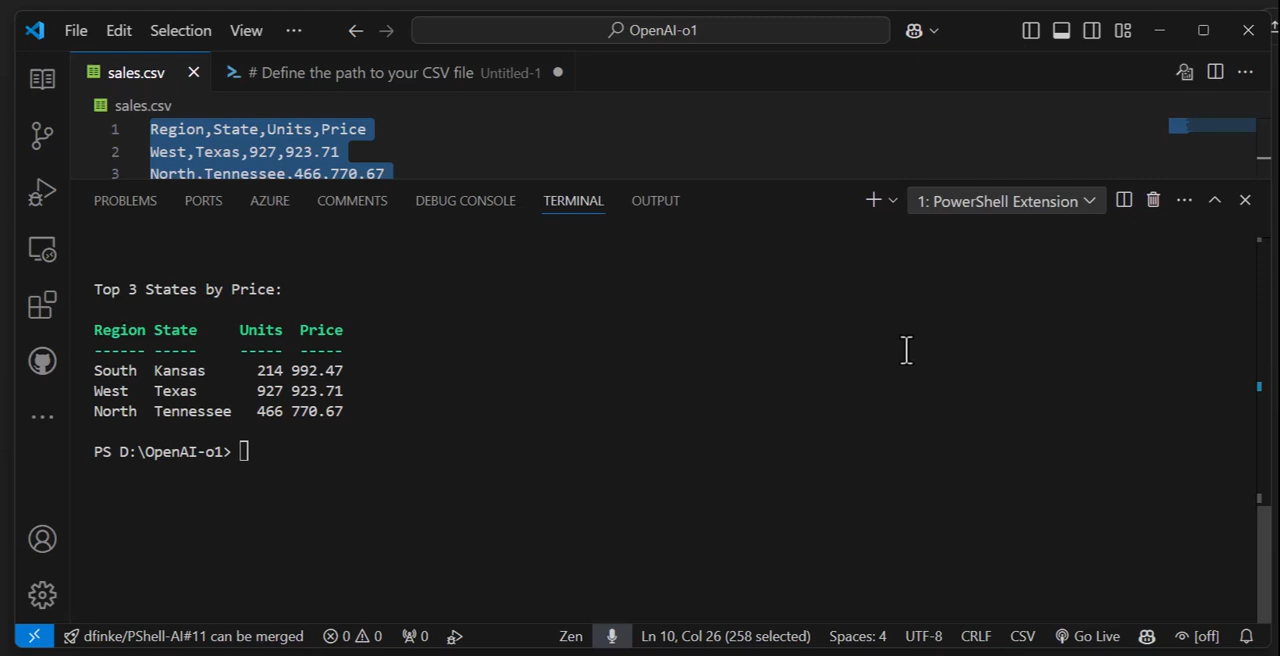 File Edit Selection View ··· OpenAI-o1
sales.csv # Define the path to your CSV file Untitled-1
sales.csv
1 Region,State,Units,Price
2 West,Texas,927,923.71
3 North,Tennessee,466,770.67
PROBLEMS PORTS AZURE COMMENTS DEBUG CONSOLE TERMINAL OUTPUT 1: PowerShell Extension
Top 3 States by Price:
Region State Units Price
------ ----- ----- -----
South Kansas 214 992.47
West Texas 927 923.71
North Tennessee 466 770.67
PS D:\OpenAI-o1>
dfinke/PShell-AI#11 can be merged 0 0 0 Zen Ln 10, Col 26 (258 selected) Spaces: 4 UTF-8 CRLF CSV Go Live [off]